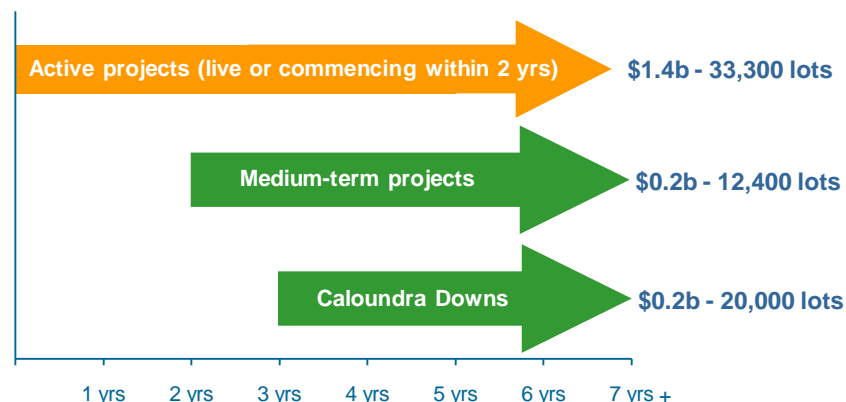 Active projects (live or commencing within 2 yrs)
$1.4b - 33,300 lots
Medium-term projects
$0.2b - 12,400 lots
Caloundra Downs
$0.2b - 20,000 lots
1 yrs 2 yrs 3 yrs 4 yrs 5 yrs 6 yrs 7 yrs +